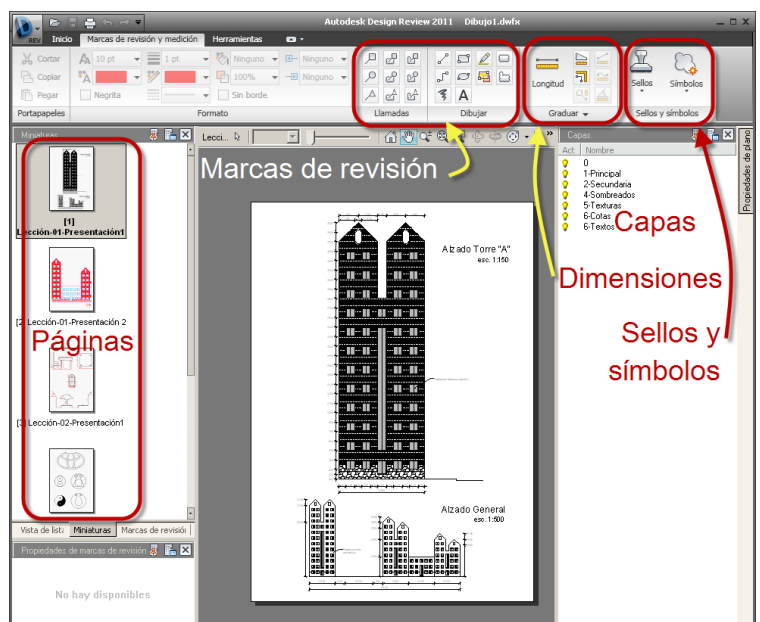 Autodesk Design Review 2011 Dibujo1.dwfx
REV Inicio Marcas de revisión y medición Herramientas
Cortar 10 pt 1 pt Ninguno Ninguno
Copiar 100% Ninguno
Pegar Negrita Sin borde
Longitud Sellos Símbolos
Portapapeles Formato Llamadas Dibujar Graduar Sellos y símbolos
Miniaturas Lecci... Capas
Act Nombre
0
1-Principal
2-Secundaria
4-Sombreados
5-Texturas
6-Cotas
6-Textos
Propiedades de plano
Marcas de revisión
Capas
Dimensiones
Sellos y
símbolos
[1]
Lección-01-Presentación1
[2] Lección-01-Presentación 2
Páginas
[3] Lección-02-Presentación1
Alzado Torre "A"
esc. 1:150
Alzado General
esc. 1:500
Vista de lista Miniaturas Marcas de revisión
Propiedades de marcas de revisión
No hay disponibles